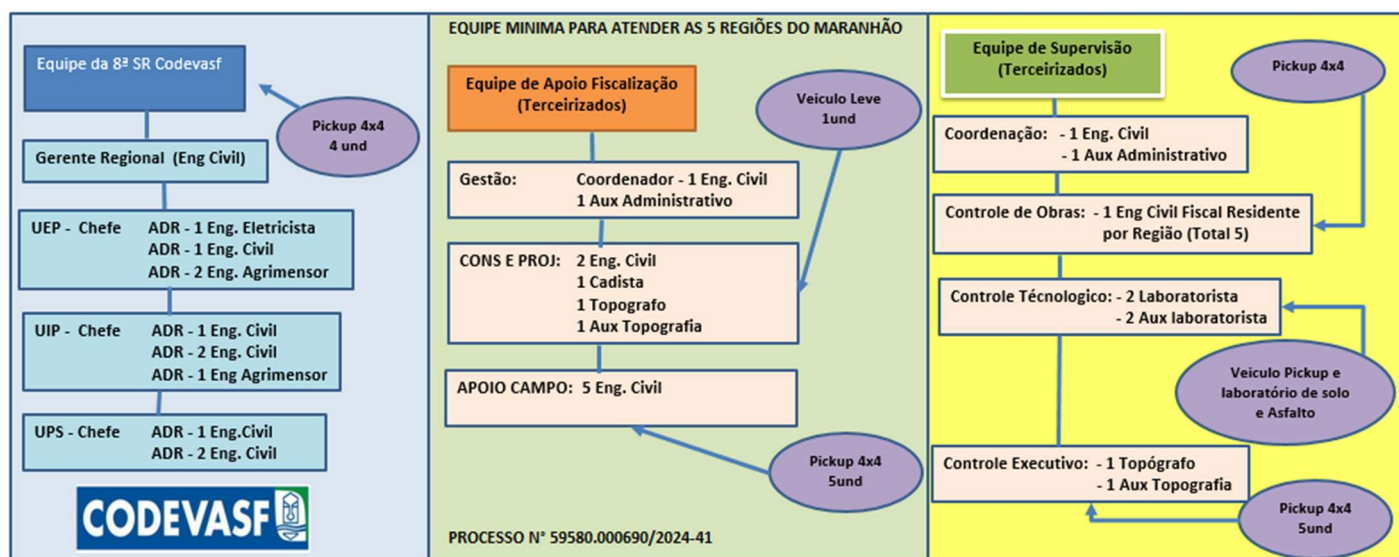 Equipe da 8ª SR Codevasf
Pickup 4x4
4 und
Gerente Regional (Eng Civil)
UEP - Chefe ADR - 1 Eng. Eletricista
ADR - 1 Eng. Civil
ADR - 2 Eng. Agrimensor
UIP - Chefe ADR - 1 Eng. Civil
ADR - 2 Eng. Civil
ADR - 1 Eng Agrimensor
UPS - Chefe ADR - 1 Eng.Civil
ADR - 2 Eng. Civil
CODEVASF
EQUIPE MINIMA PARA ATENDER AS 5 REGIÕES DO MARANHÃO
Equipe de Apoio Fiscalização
(Terceirizados)
Veiculo Leve
1und
Gestão: Coordenador - 1 Eng. Civil
1 Aux Administrativo
CONS E PROJ: 2 Eng. Civil
1 Cadista
1 Topografo
1 Aux Topografia
APOIO CAMPO: 5 Eng. Civil
Pickup 4x4
5und
PROCESSO N° 59580.000690/2024-41
Equipe de Supervisão
(Terceirizados)
Pickup 4x4
Coordenação: - 1 Eng. Civil
- 1 Aux Administrativo
Controle de Obras: - 1 Eng Civil Fiscal Residente
por Região (Total 5)
Controle Técnologico: - 2 Laboratorista
- 2 Aux laboratorista
Veiculo Pickup e
laboratório de solo
e Asfalto
Controle Executivo: - 1 Topógrafo
- 1 Aux Topografia
Pickup 4x4
5und